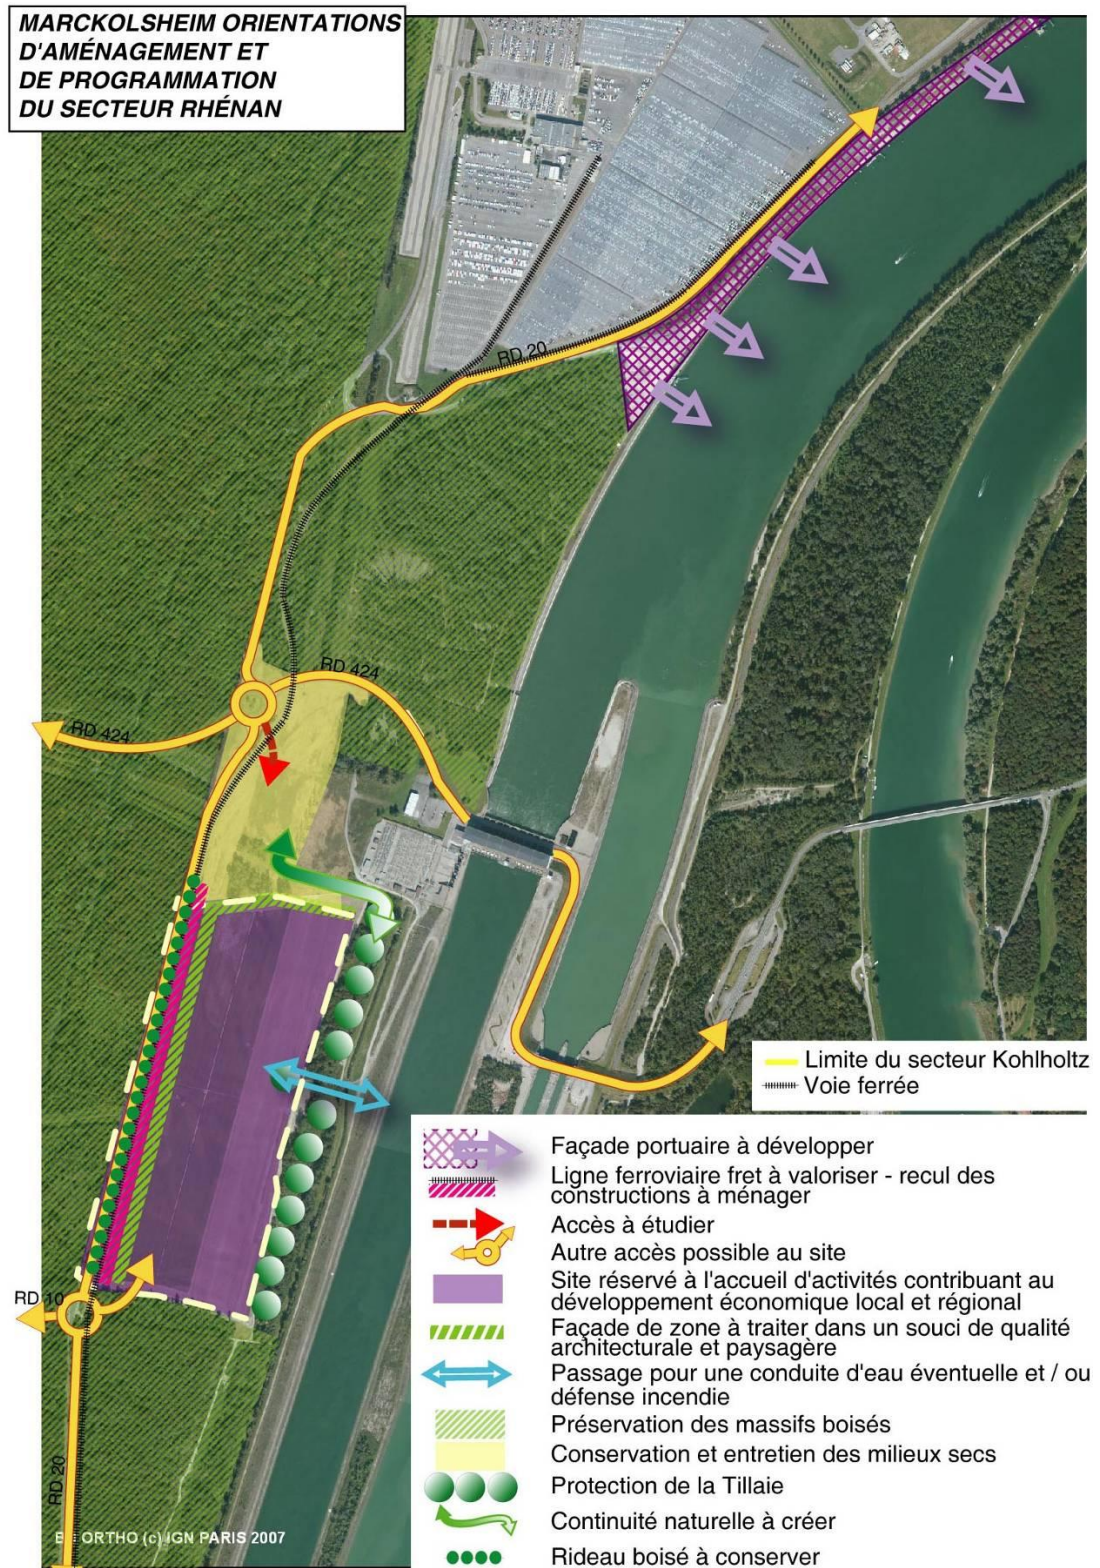 MARCKOLSHEIM ORIENTATIONS
D'AMÉNAGEMENT ET
DE PROGRAMMATION
DU SECTEUR RHÉNAN
RD 20
RD 424
RD 424
RD 10
RD 20
ORTHO (c) IGN PARIS 2007
Limite du secteur Kohlholtz
Voie ferrée
Façade portuaire à développer
Ligne ferroviaire fret à valoriser - recul des
constructions à ménager
Accès à étudier
Autre accès possible au site
Site réservé à l'accueil d'activités contribuant au
développement économique local et régional
Façade de zone à traiter dans un souci de qualité
architecturale et paysagère
Passage pour une conduite d'eau éventuelle et / ou
défense incendie
Préservation des massifs boisés
Conservation et entretien des milieux secs
Protection de la Tillaie
Continuité naturelle à créer
Rideau boisé à conserver